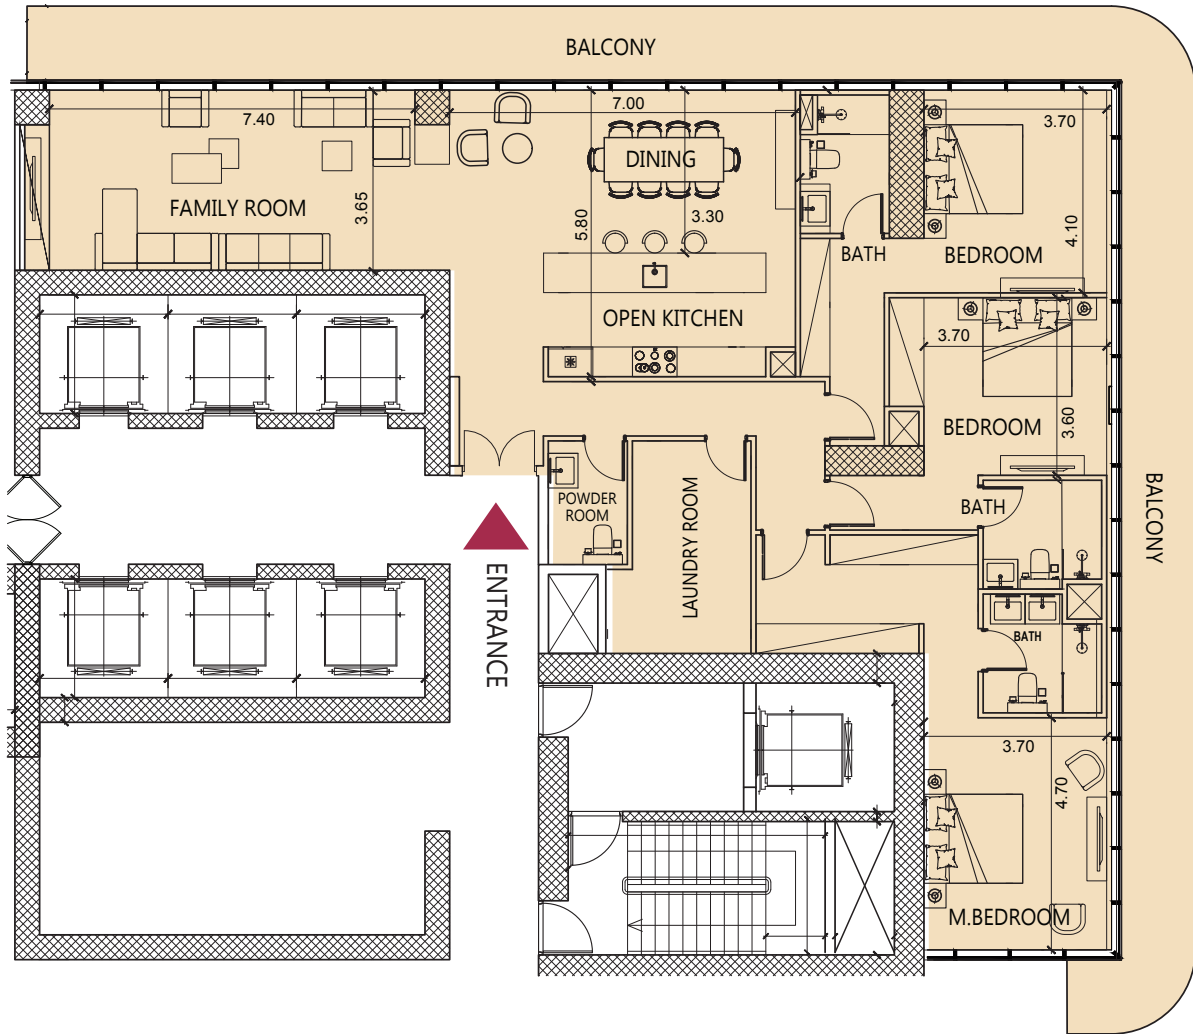 BALCONY
7.40
7.00
3.70
DINING
FAMILY ROOM
3.65
5.80
3.30
4.10
BATH
BEDROOM
OPEN KITCHEN
3.70
BEDROOM
3.60
POWDER
ROOM
LAUNDRY ROOM
BATH
BALCONY
ENTRANCE
BATH
3.70
4.70
M.BEDROOM